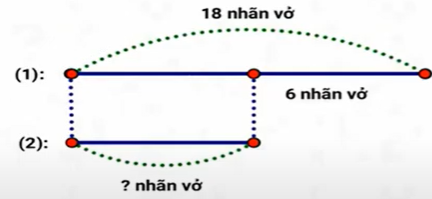 18 nhãn vở
(1):
6 nhãn vở
(2):
? nhãn vở